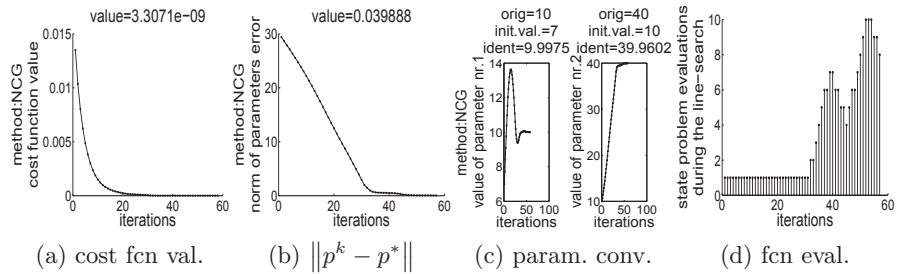 value=3.3071e−09
method:NCG
cost function value
0.015
0.01
0.005
0
0
20
40
60
iterations
(a) cost fcn val.
value=0.039888
method:NCG
norm of parameters error
30
20
10
0
0
20
40
60
iterations
(b) ‖p^k − p*‖
orig=10
init.val.=7
ident=9.9975
method:NCG
value of parameter nr.1
14
12
10
8
6
0
50
100
orig=40
init.val.=10
ident=39.9602
value of parameter nr.2
40
35
30
25
20
15
10
0
50
100
iterations
(c) param. conv.
state problem evaluations
during the line−search
10
8
6
4
2
0
0
20
40
60
iterations
(d) fcn eval.